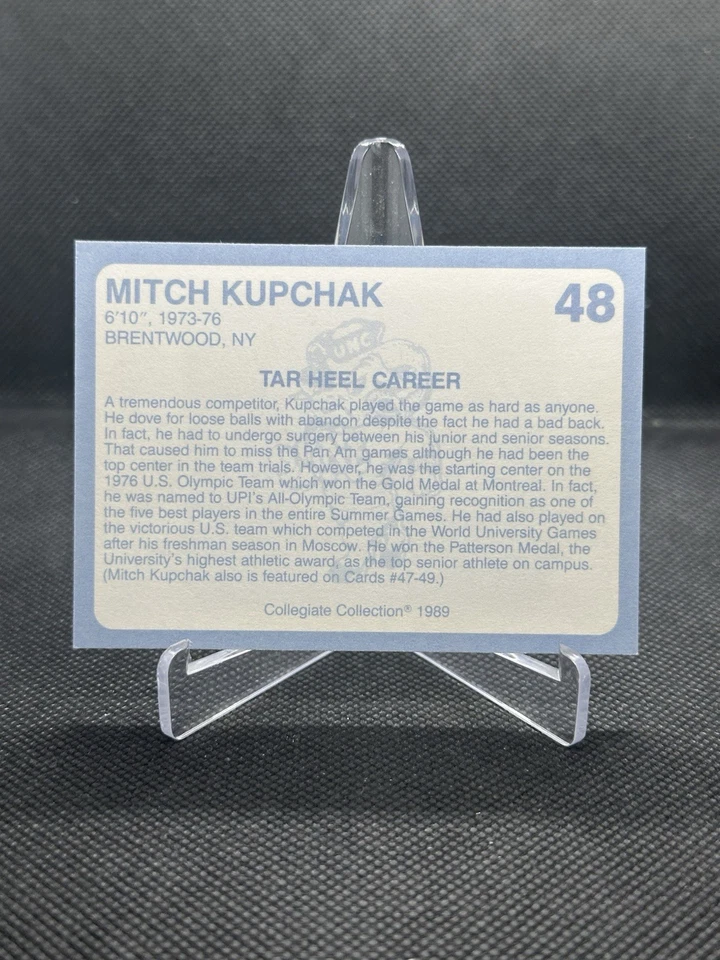 MITCH KUPCHAK 48
6'10", 1973-76
BRENTWOOD, NY
UNC
TAR HEEL CAREER
A tremendous competitor, Kupchak played the game as hard as anyone.
He dove for loose balls with abandon despite the fact he had a bad back.
In fact, he had to undergo surgery between his junior and senior seasons.
That caused him to miss the Pan Am games although he had been the
top center in the team trials. However, he was the starting center on the
1976 U.S. Olympic Team which won the Gold Medal at Montreal. In fact,
he was named to UPI's All-Olympic Team, gaining recognition as one of
the five best players in the entire Summer Games. He had also played on
the victorious U.S. team which competed in the World University Games
after his freshman season in Moscow. He won the Patterson Medal, the
University's highest athletic award, as the top senior athlete on campus.
(Mitch Kupchak also is featured on Cards #47-49.)
Collegiate Collection® 1989